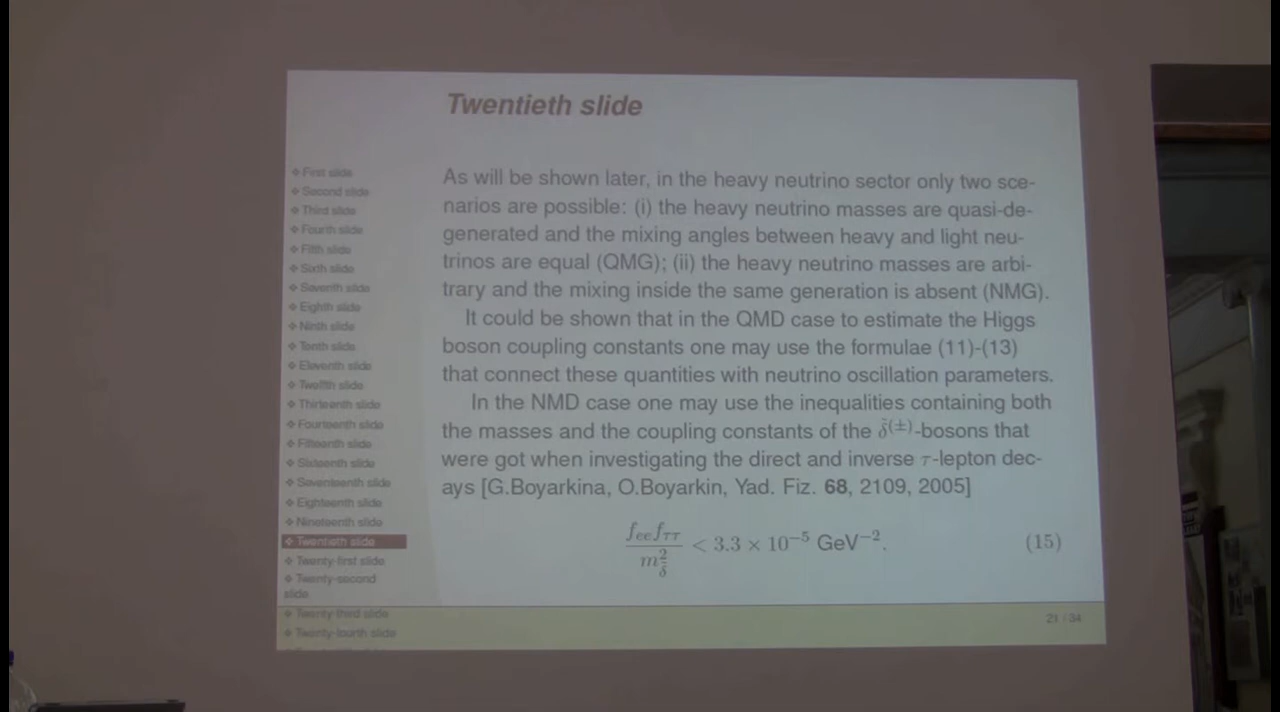 Twentieth slide
❖ First slide
❖ Second slide
❖ Third slide
❖ Fourth slide
❖ Fifth slide
❖ Sixth slide
❖ Seventh slide
❖ Eighth slide
❖ Ninth slide
❖ Tenth slide
❖ Eleventh slide
❖ Twelfth slide
❖ Thirteenth slide
❖ Fourteenth slide
❖ Fifteenth slide
❖ Sixteenth slide
❖ Seventeenth slide
❖ Eighteenth slide
❖ Nineteenth slide
❖ Twentieth slide
❖ Twenty-first slide
❖ Twenty-second
slide
❖ Twenty-third slide
❖ Twenty-fourth slide
As will be shown later, in the heavy neutrino sector only two sce-
narios are possible: (i) the heavy neutrino masses are quasi-de-
generated and the mixing angles between heavy and light neu-
trinos are equal (QMG); (ii) the heavy neutrino masses are arbi-
trary and the mixing inside the same generation is absent (NMG).
It could be shown that in the QMD case to estimate the Higgs
boson coupling constants one may use the formulae (11)-(13)
that connect these quantities with neutrino oscillation parameters.
In the NMD case one may use the inequalities containing both
the masses and the coupling constants of the δ̃⁽±⁾-bosons that
were got when investigating the direct and inverse τ-lepton dec-
ays [G.Boyarkina, O.Boyarkin, Yad. Fiz. 68, 2109, 2005]
f_ee f_ττ / m²_δ̃ < 3.3 × 10⁻⁵ GeV⁻². (15)
21 / 34